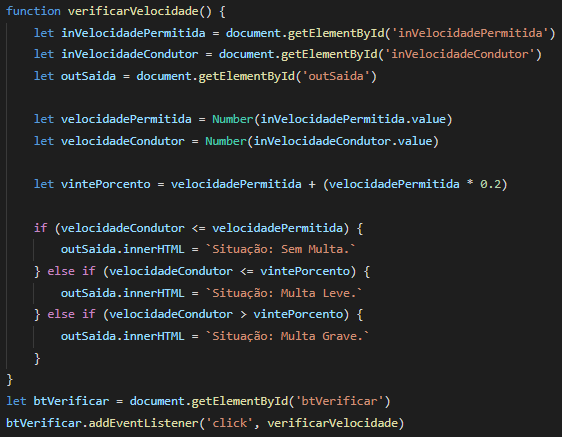 function verificarVelocidade() {
    let inVelocidadePermitida = document.getElementById('inVelocidadePermitida')
    let inVelocidadeCondutor = document.getElementById('inVelocidadeCondutor')
    let outSaida = document.getElementById('outSaida')

    let velocidadePermitida = Number(inVelocidadePermitida.value)
    let velocidadeCondutor = Number(inVelocidadeCondutor.value)

    let vintePorcento = velocidadePermitida + (velocidadePermitida * 0.2)

    if (velocidadeCondutor <= velocidadePermitida) {
        outSaida.innerHTML = `Situação: Sem Multa.`
    } else if (velocidadeCondutor <= vintePorcento) {
        outSaida.innerHTML = `Situação: Multa Leve.`
    } else if (velocidadeCondutor > vintePorcento) {
        outSaida.innerHTML = `Situação: Multa Grave.`
    }
}
let btVerificar = document.getElementById('btVerificar')
btVerificar.addEventListener('click', verificarVelocidade)